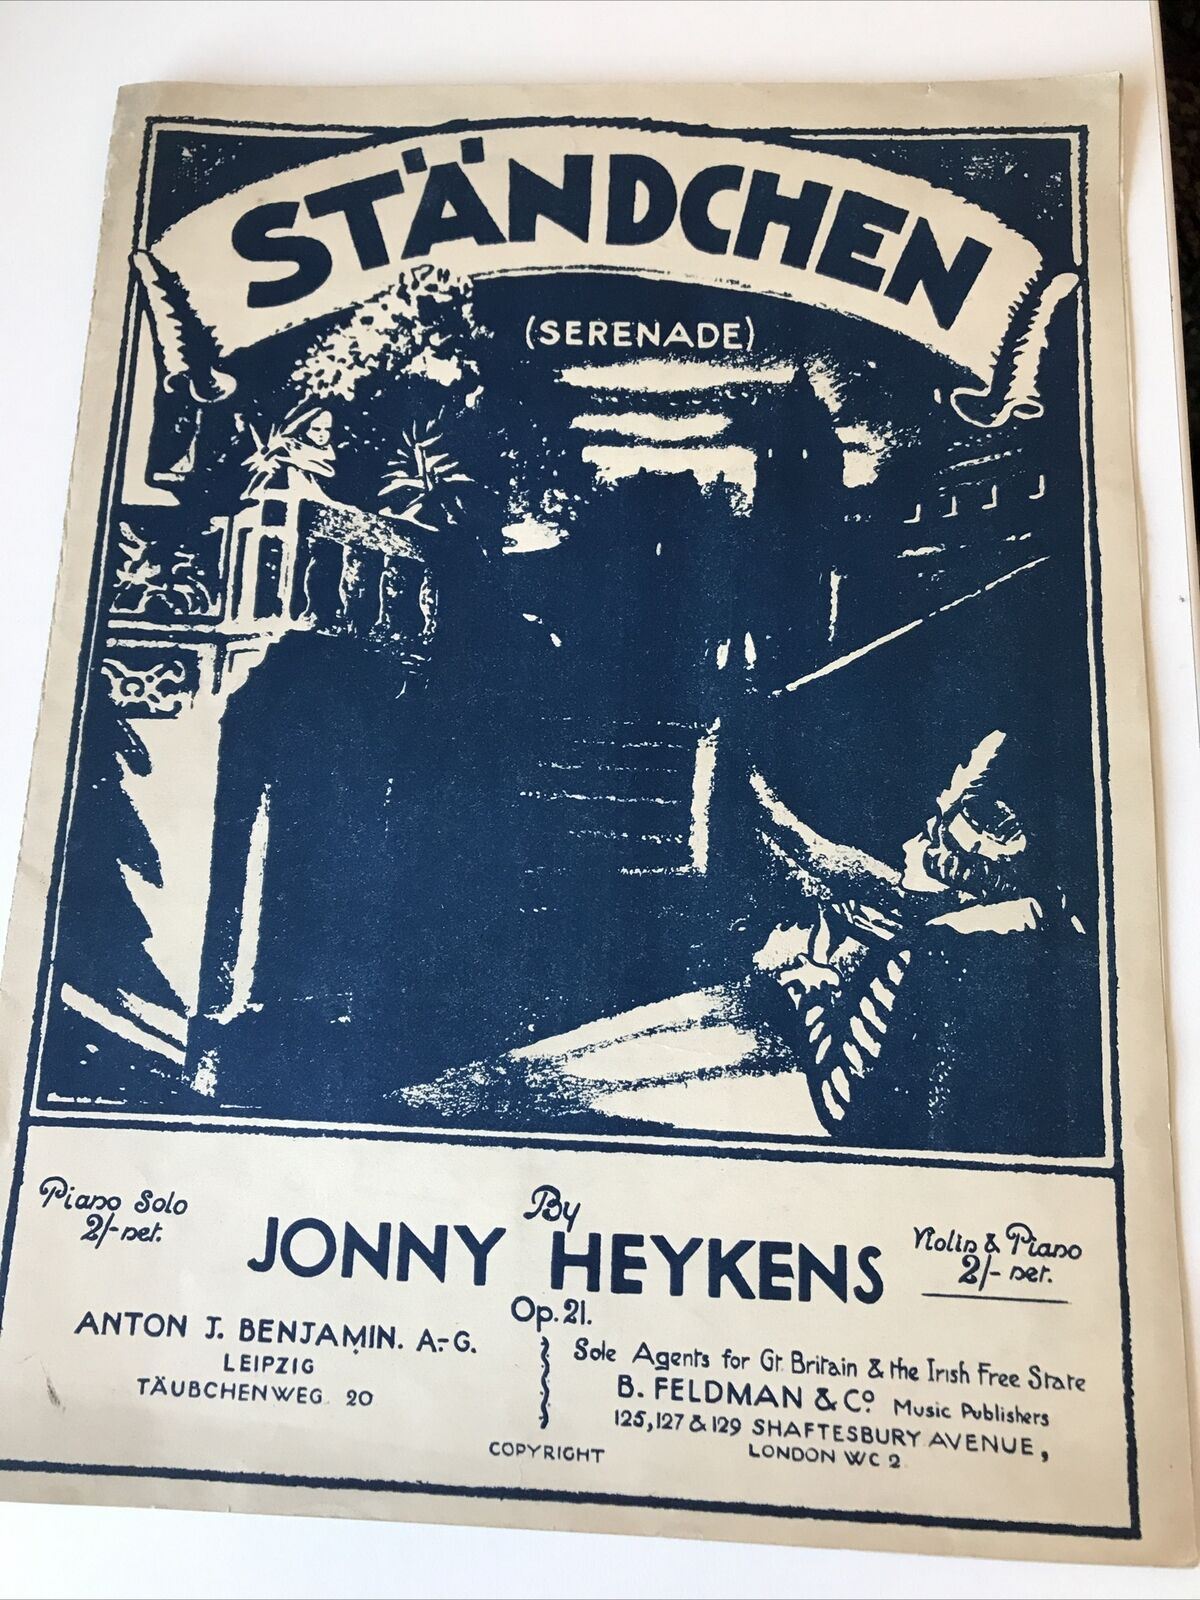 STÄNDCHEN
(SERENADE)
Piano Solo
2/- net.
By
JONNY HEYKENS
Op. 21.
Violin & Piano
2/- net.
ANTON J. BENJAMIN. A.-G.
LEIPZIG
TÄUBCHENWEG 20
Sole Agents for Gt. Britain & the Irish Free State
B. FELDMAN & Co. Music Publishers
125, 127 & 129 SHAFTESBURY AVENUE,
LONDON WC 2
COPYRIGHT